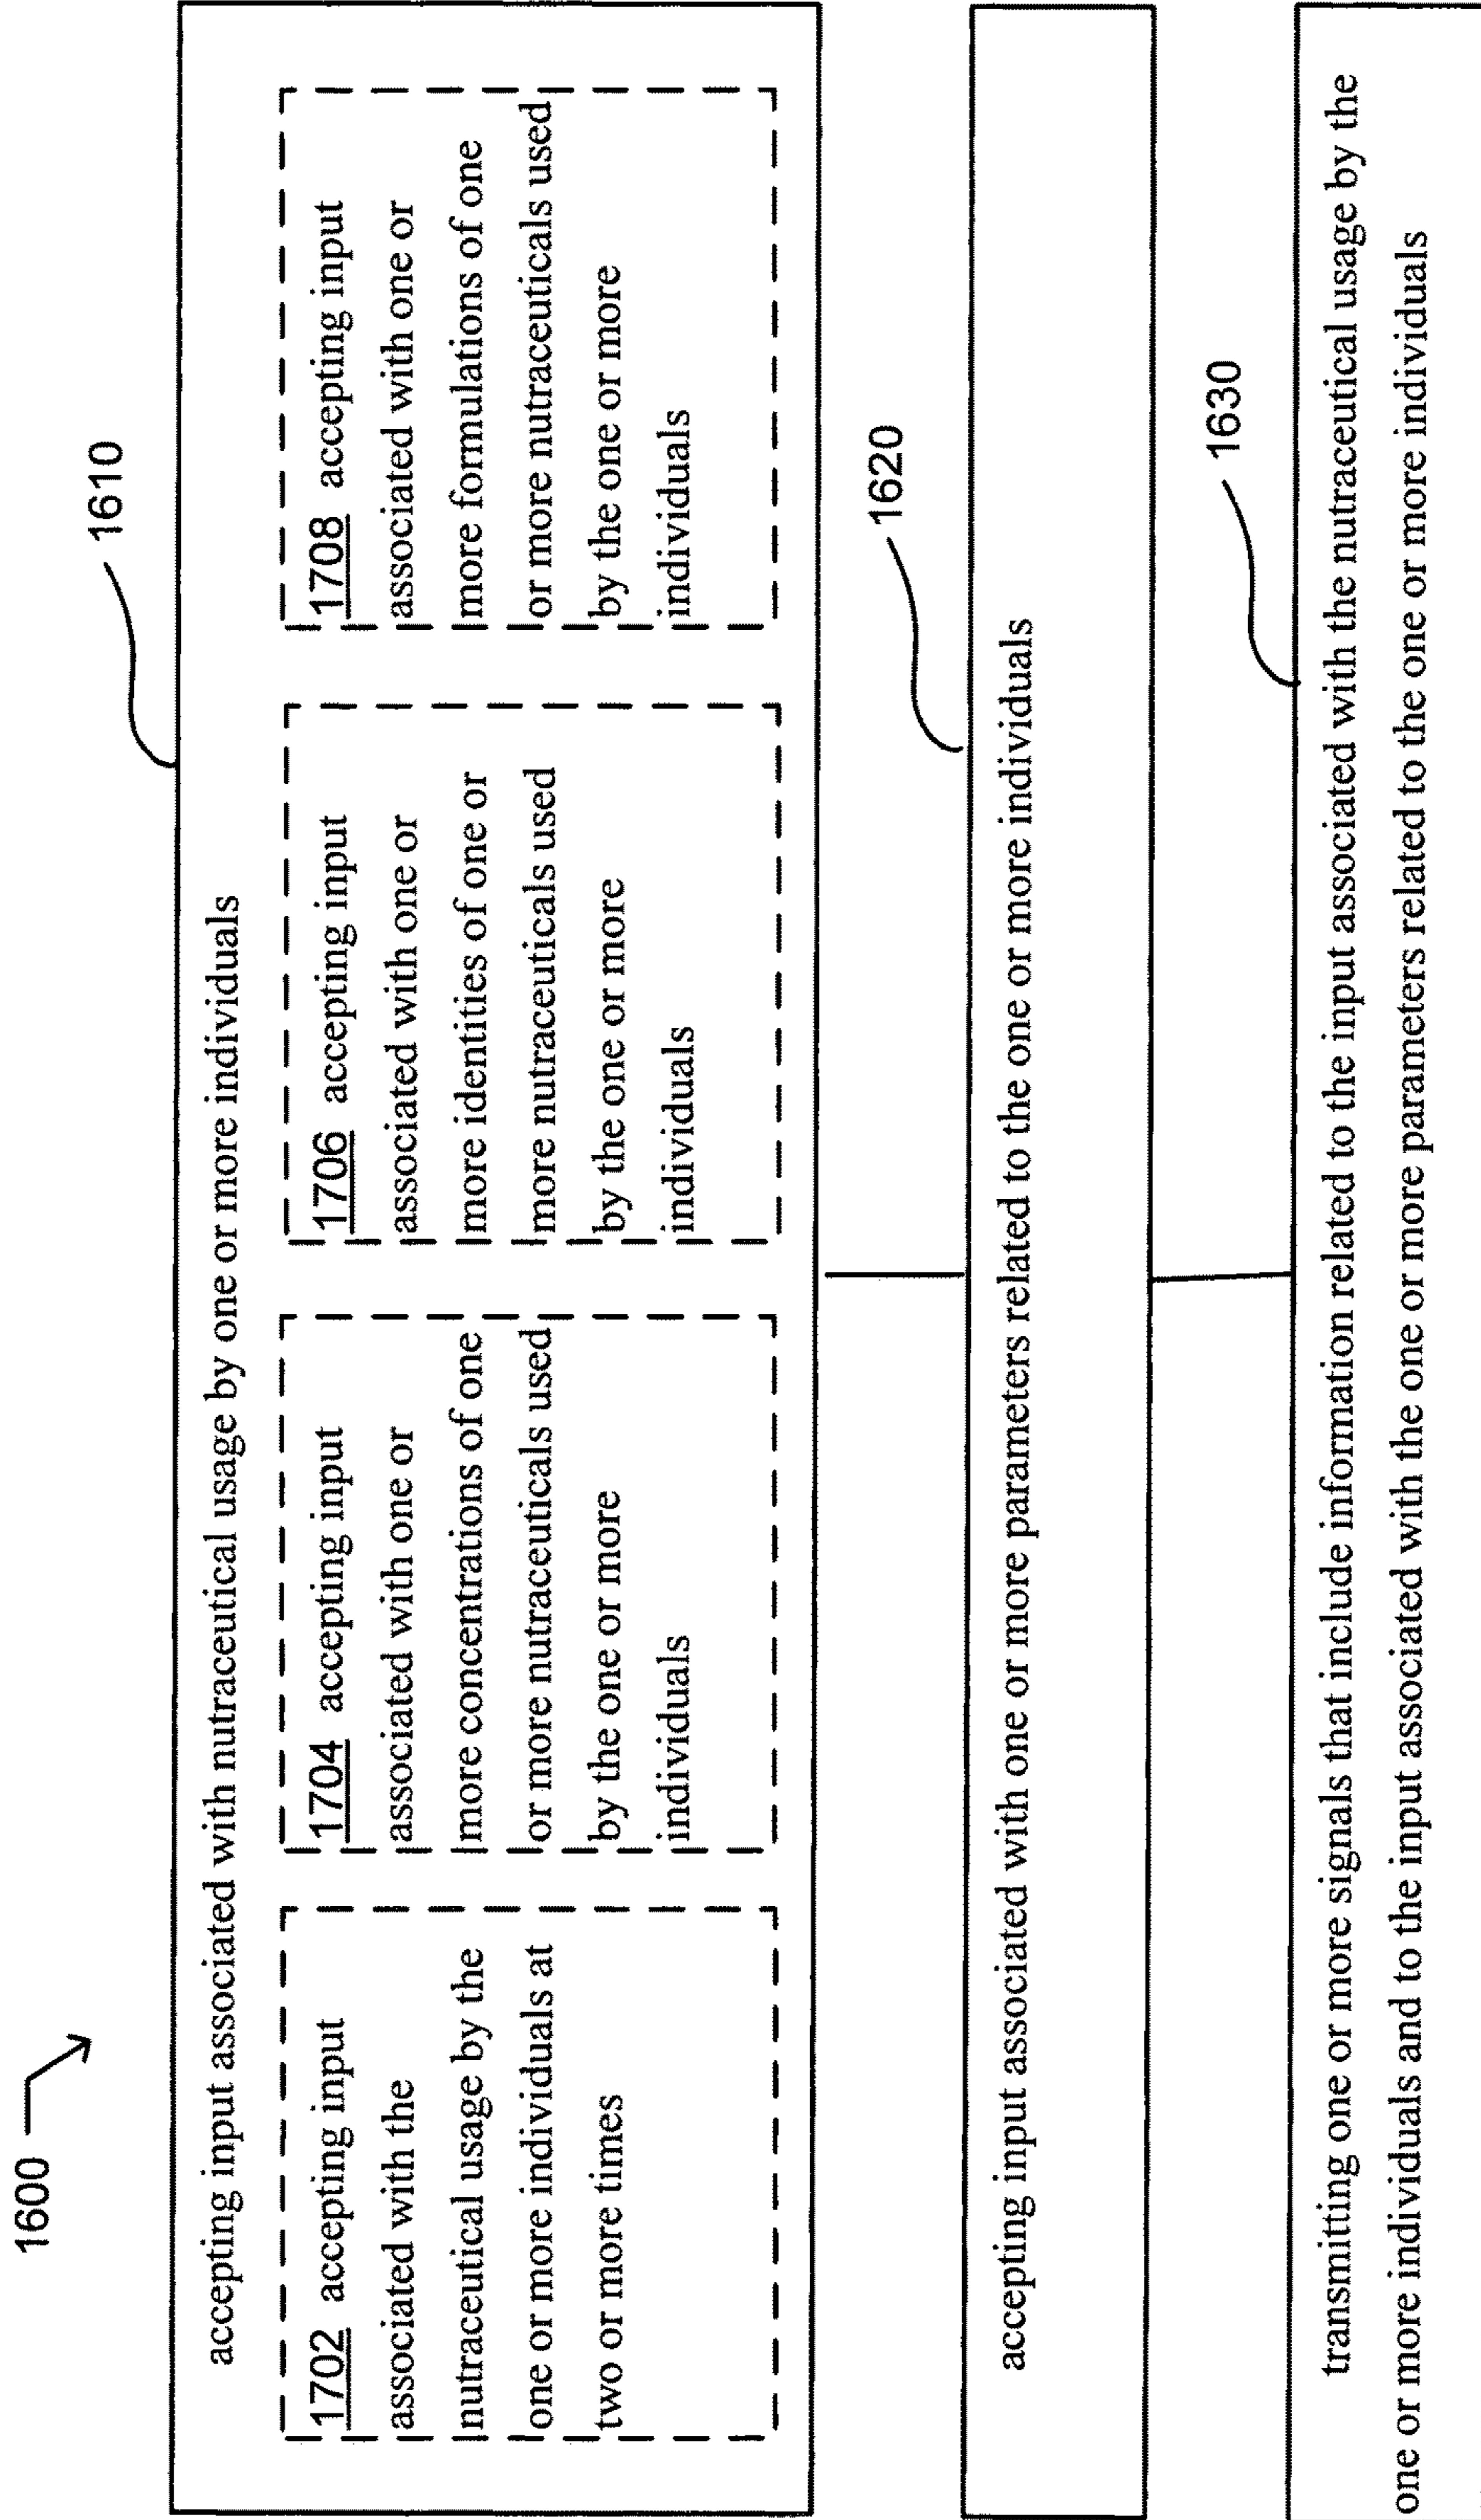 1600
1610
accepting input associated with nutraceutical usage by one or more individuals
1702 accepting input
associated with the
nutraceutical usage by the
one or more individuals at
two or more times
1704 accepting input
associated with one or
more concentrations of one
or more nutraceuticals used
by the one or more
individuals
1706 accepting input
associated with one or
more identities of one or
more nutraceuticals used
by the one or more
individuals
1708 accepting input
associated with one or
more formulations of one
or more nutraceuticals used
by the one or more
individuals
1620
accepting input associated with one or more parameters related to the one or more individuals
1630
transmitting one or more signals that include information related to the input associated with the nutraceutical usage by the
one or more individuals and to the input associated with the one or more parameters related to the one or more individuals